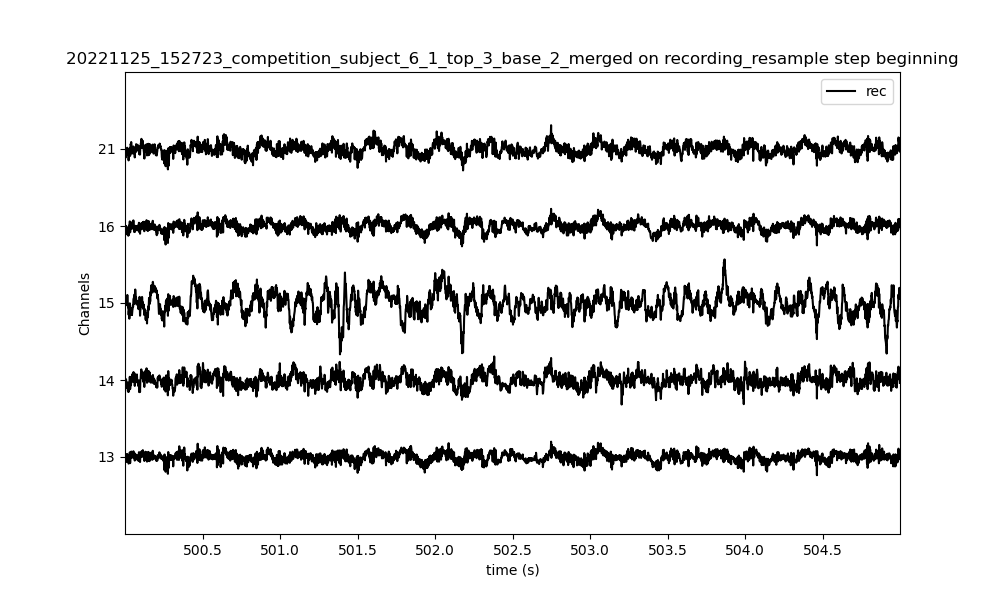 20221125_152723_competition_subject_6_1_top_3_base_2_merged on recording_resample step beginning
rec
21
16
15
14
13
Channels
500.5 501.0 501.5 502.0 502.5 503.0 503.5 504.0 504.5
time (s)